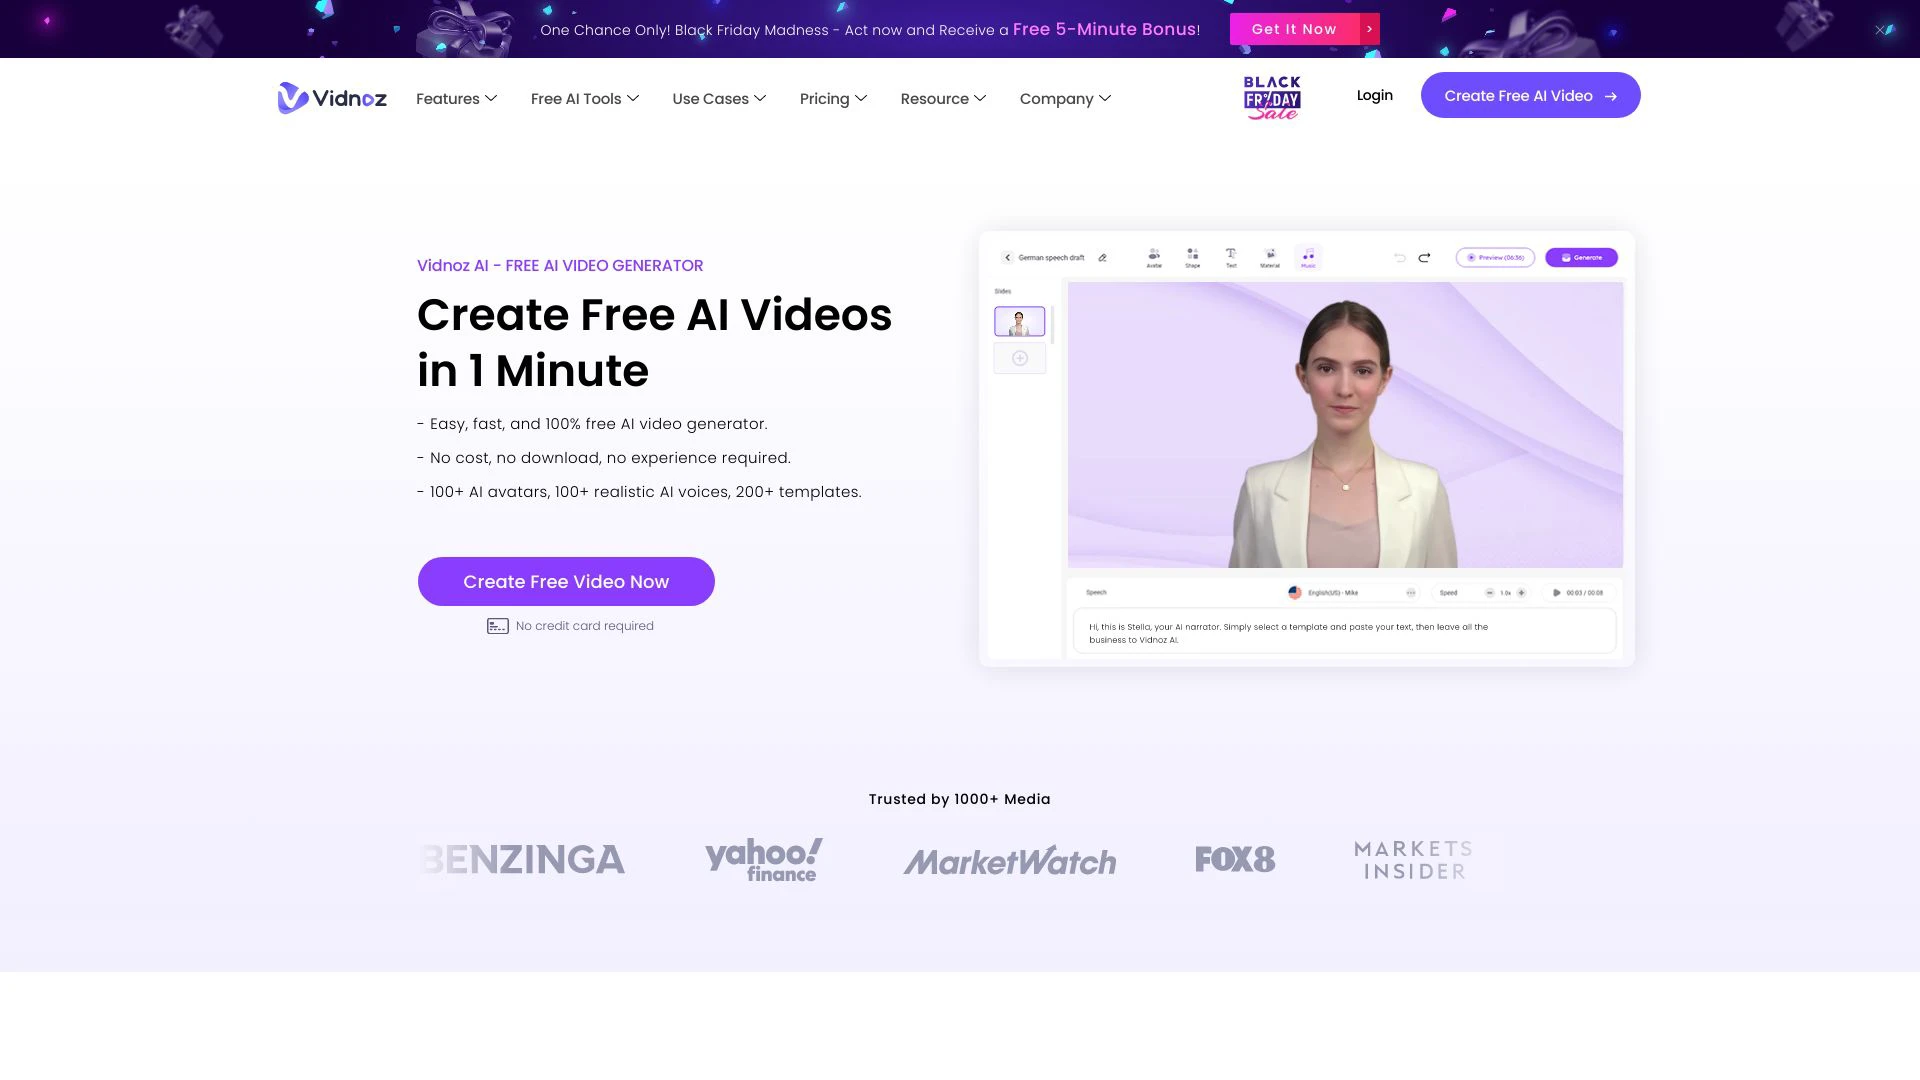 One Chance Only! Black Friday Madness - Act now and Receive a Free 5-Minute Bonus!
Get It Now >
Vidnoz
Features
Free AI Tools
Use Cases
Pricing
Resource
Company
BLACK
FRIDAY
Sale
Login
Create Free AI Video →
Vidnoz AI - FREE AI VIDEO GENERATOR
Create Free AI Videos
in 1 Minute
- Easy, fast, and 100% free AI video generator.
- No cost, no download, no experience required.
- 100+ AI avatars, 100+ realistic AI voices, 200+ templates.
Create Free Video Now
No credit card required
German speech draft
Avatar
Shape
Text
Material
Music
Preview (06:36)
Generate
Slides
Speech
English(US) - Mike
Speed
1.0x
00:03 / 00:08
Hi, this is Stella, your AI narrator. Simply select a template and paste your text, then leave all the
business to Vidnoz AI.
Trusted by 1000+ Media
BENZINGA
yahoo!
finance
MarketWatch
FOX8
MARKETS
INSIDER